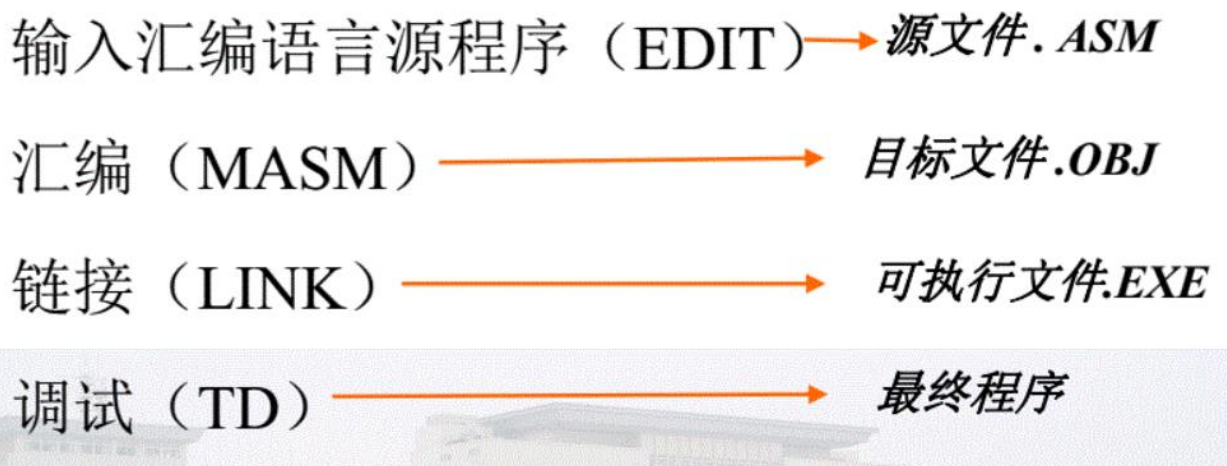 输入汇编语言源程序（EDIT） 源文件. ASM
汇编（MASM） 目标文件.OBJ
链接（LINK） 可执行文件.EXE
调试（TD） 最终程序